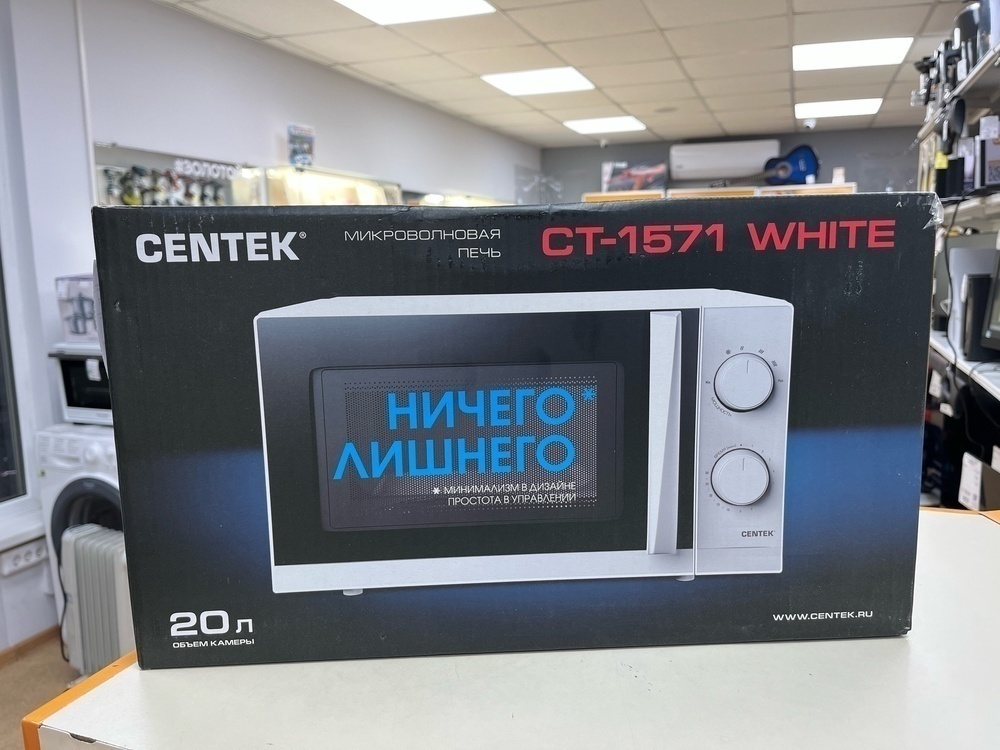 #ЗОЛОТО
CENTEK®
МИКРОВОЛНОВАЯ
ПЕЧЬ
CT-1571 WHITE
НИЧЕГО*
ЛИШНЕГО
* МИНИМАЛИЗМ В ДИЗАЙНЕ
ПРОСТОТА В УПРАВЛЕНИИ
CENTEK
20 л
ОБЪЕМ КАМЕРЫ
WWW.CENTEK.RU